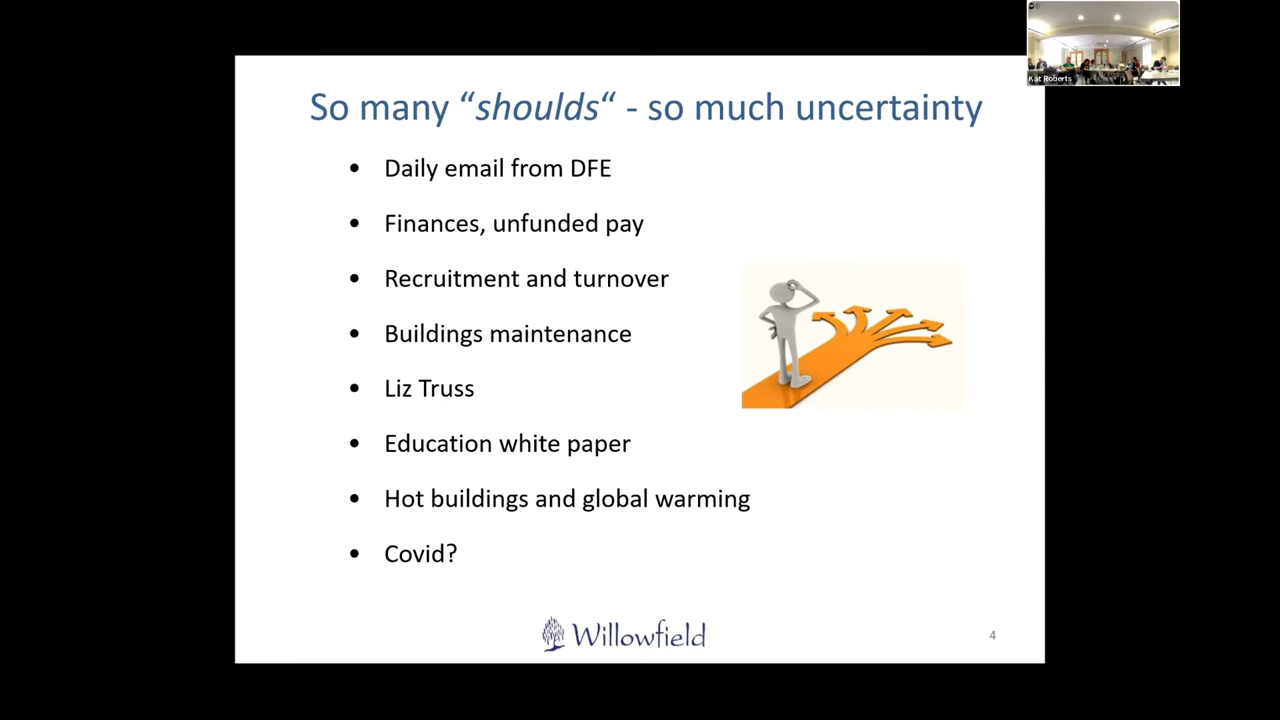 Kat Roberts
So many “shoulds“ - so much uncertainty
• Daily email from DFE
• Finances, unfunded pay
• Recruitment and turnover
• Buildings maintenance
• Liz Truss
• Education white paper
• Hot buildings and global warming
• Covid?
Willowfield
4